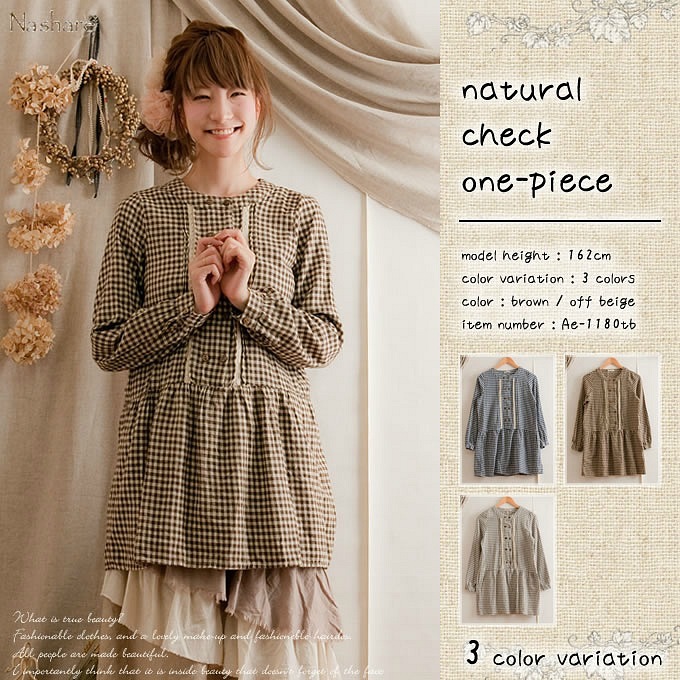 Nashare
natural
check
one-piece
model height : 162cm
color variation : 3 colors
color : brown / off beige
item number : Ae-1180tb
3 color variation
What is true beauty?
Fashionable clothes, and a lovely make-up and fashioneble hairdos.
All people are made beautiful.
I importantly think that it is inside beauty that doesn't forget of the face